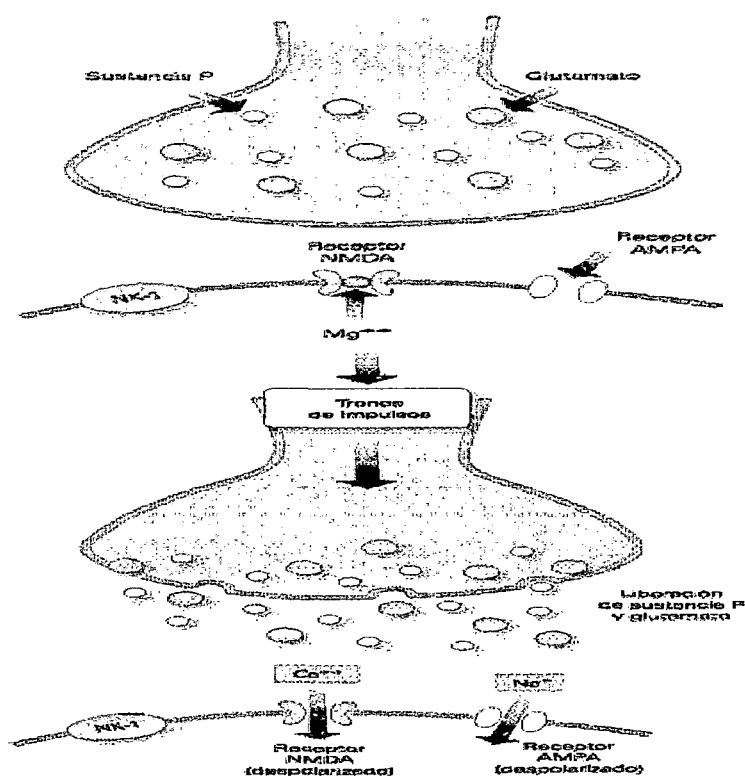 Sustancia P
Glutamato
Receptor
NMDA
Receptor
AMPA
NK-1
Mg++
Trenes
de impulsos
Liberación
de sustancia P
y glutamato
Ca++
Na+
NK-1
Receptor
NMDA
(despolarizado)
Receptor
AMPA
(despolarizado)